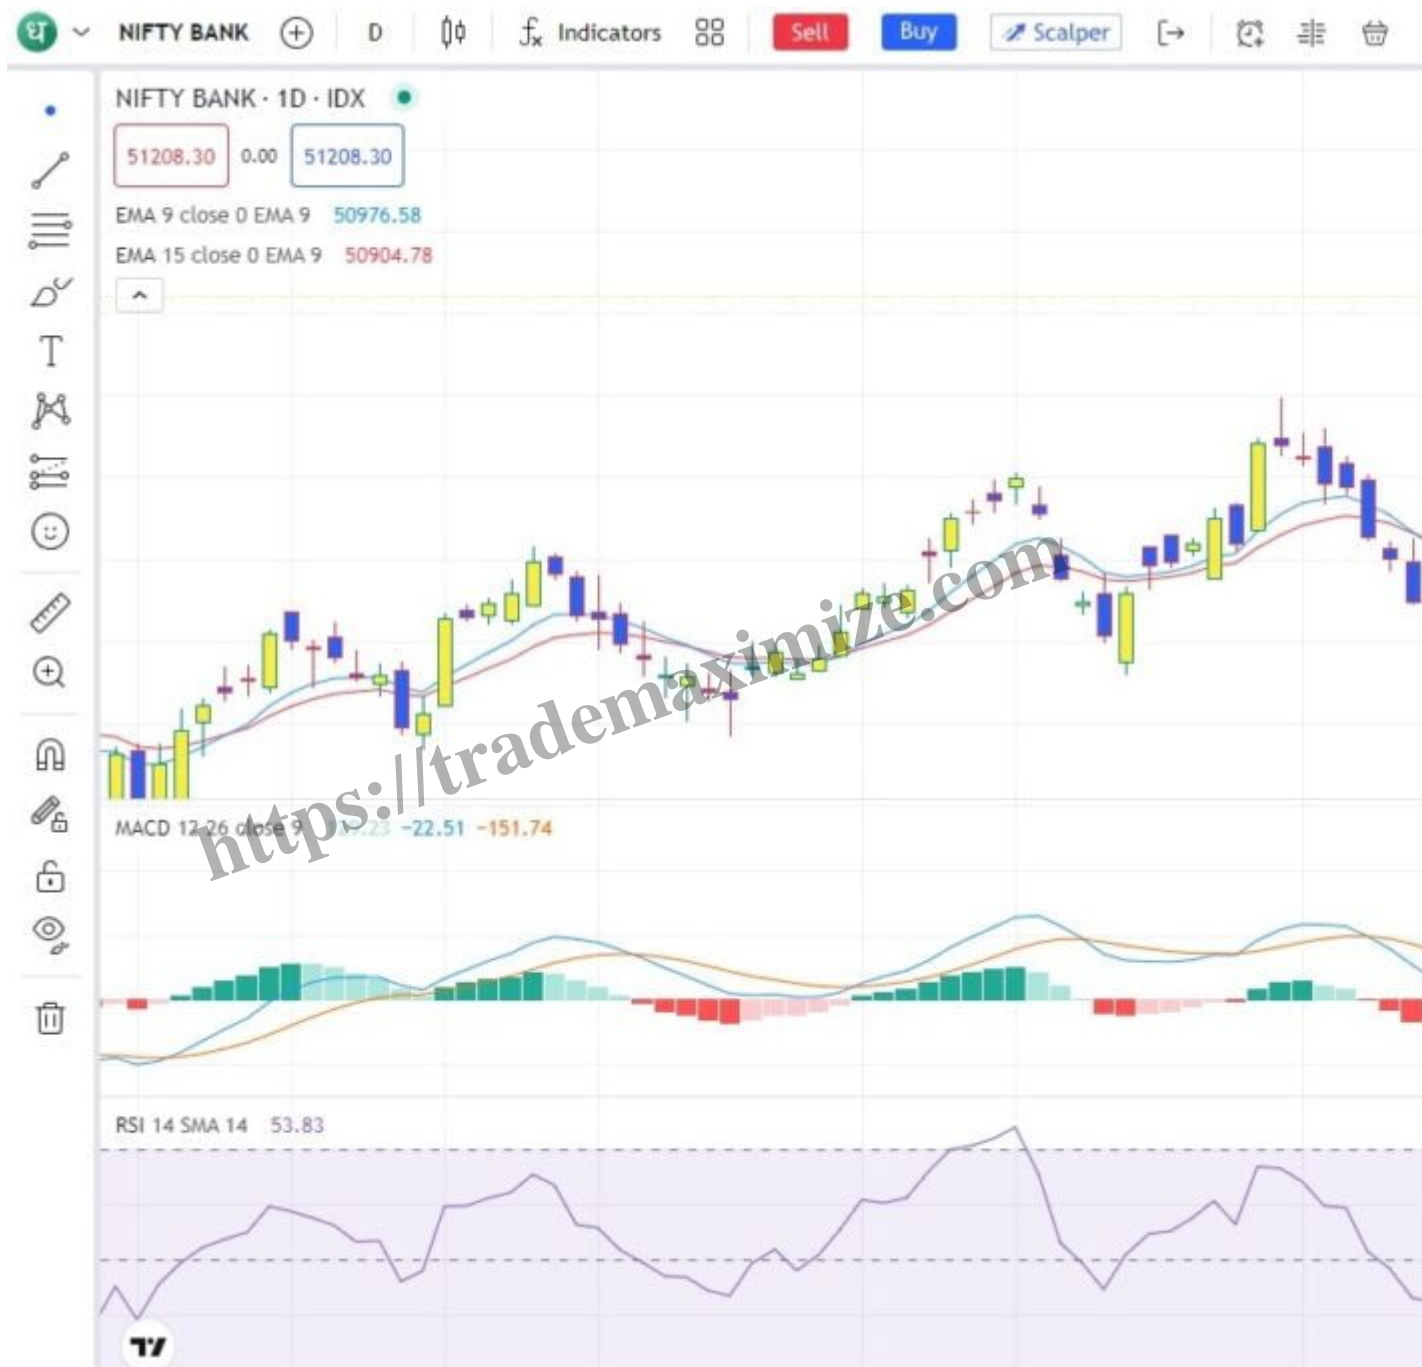 ध NIFTY BANK D Indicators Sell Buy Scalper
NIFTY BANK · 1D · IDX
51208.30 0.00 51208.30
EMA 9 close 0 EMA 9 50976.58
EMA 15 close 0 EMA 9 50904.78
https://trademaximize.com
MACD 12 26 close 9 −22.51 −151.74
RSI 14 SMA 14 53.83